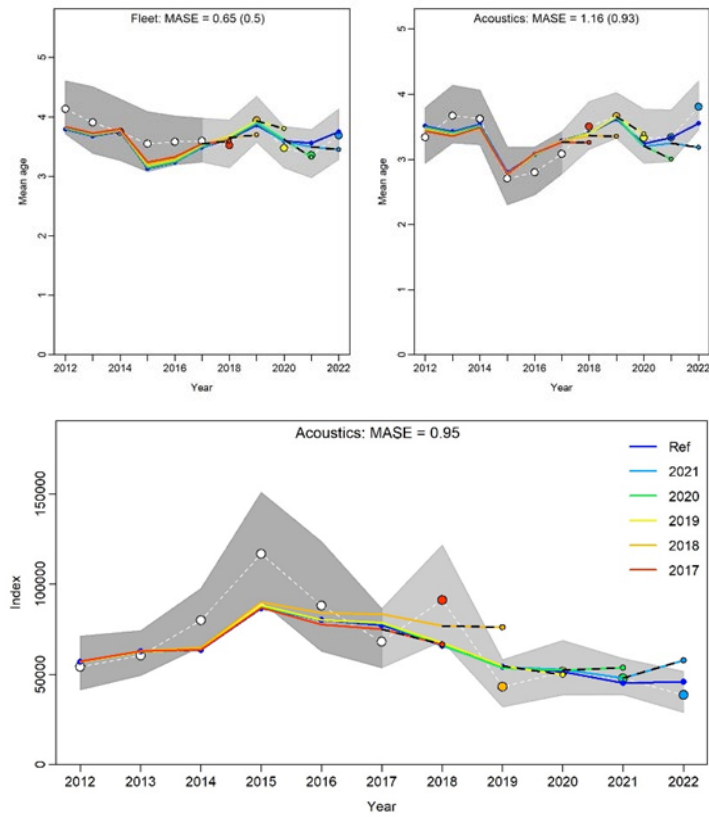 Fleet: MASE = 0.65 (0.5)
Mean age
5
4
3
2
1
0
2012 2014 2016 2018 2020 2022
Year
Acoustics: MASE = 1.16 (0.93)
Mean age
5
4
3
2
1
0
2012 2014 2016 2018 2020 2022
Year
Acoustics: MASE = 0.95
Index
150000
100000
50000
0
Ref
2021
2020
2019
2018
2017
2012 2013 2014 2015 2016 2017 2018 2019 2020 2021 2022
Year